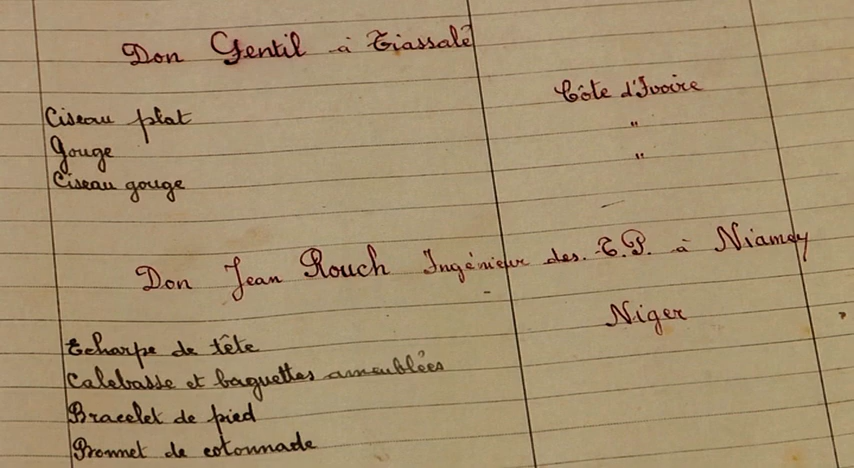 Don Gentil à Tiassalé
Ciseau plat Côte d'Ivoire
Gouge "
Ciseau gouge "
Don Jean Rouch Ingénieur des. T.P. à Niamey
Niger
Echarpe de tête
Calebasse et baguettes
Bracelet de pied
Bonnet de cotonnade